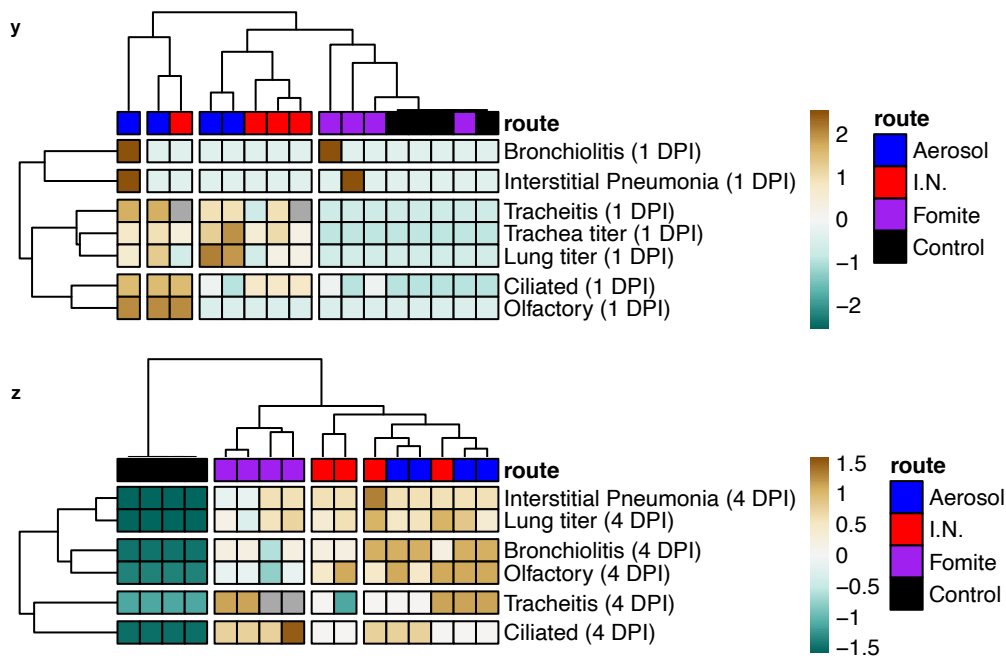 y
route
Bronchiolitis (1 DPI)
Interstitial Pneumonia (1 DPI)
Tracheitis (1 DPI)
Trachea titer (1 DPI)
Lung titer (1 DPI)
Ciliated (1 DPI)
Olfactory (1 DPI)
2
1
0
−1
−2
route
Aerosol
I.N.
Fomite
Control
z
route
Interstitial Pneumonia (4 DPI)
Lung titer (4 DPI)
Bronchiolitis (4 DPI)
Olfactory (4 DPI)
Tracheitis (4 DPI)
Ciliated (4 DPI)
1.5
1
0.5
0
−0.5
−1
−1.5
route
Aerosol
I.N.
Fomite
Control